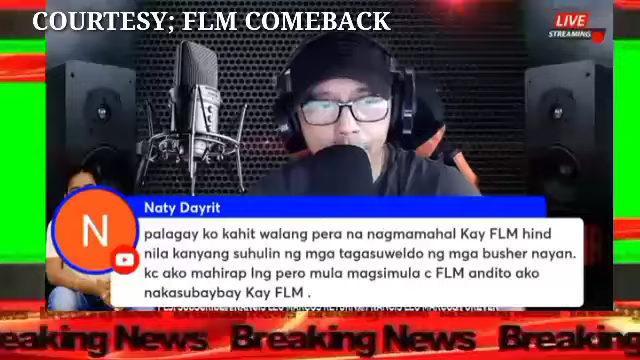 COURTESY; FLM COMEBACK
LIVE
STREAMING
N
Naty Dayrit
palagay ko kahit walang pera na nagmamahal Kay FLM hind
nila kanyang suhulin ng mga tagasuweldo ng mga busher nayan.
kc ako mahirap lng pero mula magsimula c FLM andito ako
nakasubaybay Kay FLM .
eaking News Breaking News Breaking